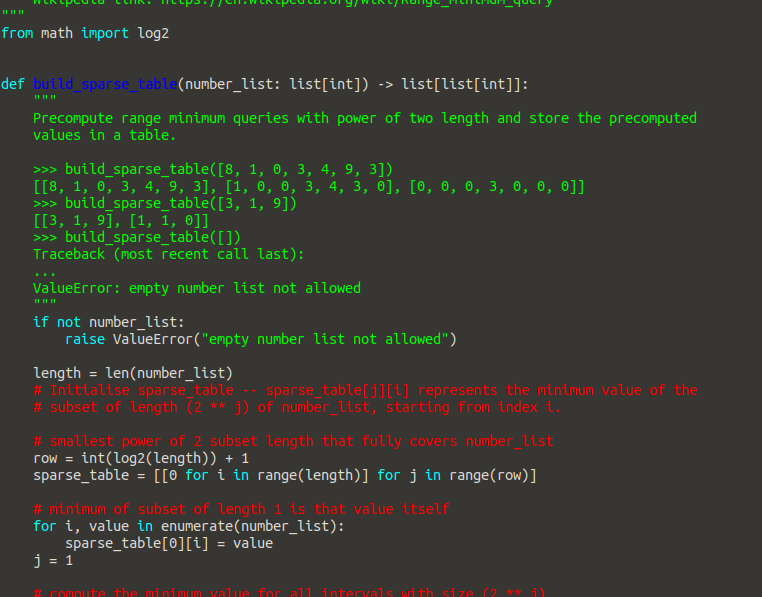 Wikipedia link: https://en.wikipedia.org/wiki/Range_minimum_query
"""
from math import log2
def build_sparse_table(number_list: list[int]) -> list[list[int]]:
"""
Precompute range minimum queries with power of two length and store the precomputed
values in a table.
>>> build_sparse_table([8, 1, 0, 3, 4, 9, 3])
[[8, 1, 0, 3, 4, 9, 3], [1, 0, 0, 3, 4, 3, 0], [0, 0, 0, 3, 0, 0, 0]]
>>> build_sparse_table([3, 1, 9])
[[3, 1, 9], [1, 1, 0]]
>>> build_sparse_table([])
Traceback (most recent call last):
...
ValueError: empty number list not allowed
"""
if not number_list:
raise ValueError("empty number list not allowed")
length = len(number_list)
# Initialise sparse_table -- sparse_table[j][i] represents the minimum value of the
# subset of length (2 ** j) of number_list, starting from index i.
# smallest power of 2 subset length that fully covers number_list
row = int(log2(length)) + 1
sparse_table = [[0 for i in range(length)] for j in range(row)]
# minimum of subset of length 1 is that value itself
for i, value in enumerate(number_list):
sparse_table[0][i] = value
j = 1
# compute the minimum value for all intervals with size (2 ** j)